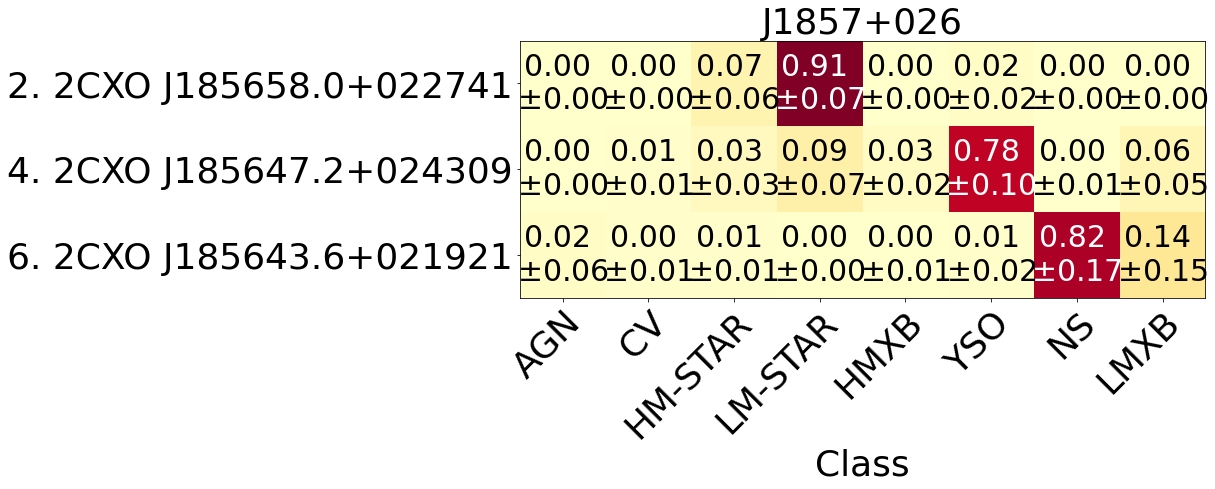 J1857+026
2. 2CXO J185658.0+022741
0.00 0.00 0.07 0.91 0.00 0.02 0.00 0.00
±0.00 ±0.00 ±0.06 ±0.07 ±0.00 ±0.02 ±0.00 ±0.00
4. 2CXO J185647.2+024309
0.00 0.01 0.03 0.09 0.03 0.78 0.00 0.06
±0.00 ±0.01 ±0.03 ±0.07 ±0.02 ±0.10 ±0.01 ±0.05
6. 2CXO J185643.6+021921
0.02 0.00 0.01 0.00 0.00 0.01 0.82 0.14
±0.06 ±0.01 ±0.01 ±0.00 ±0.01 ±0.02 ±0.17 ±0.15
AGN CV HM-STAR LM-STAR HMXB YSO NS LMXB
Class